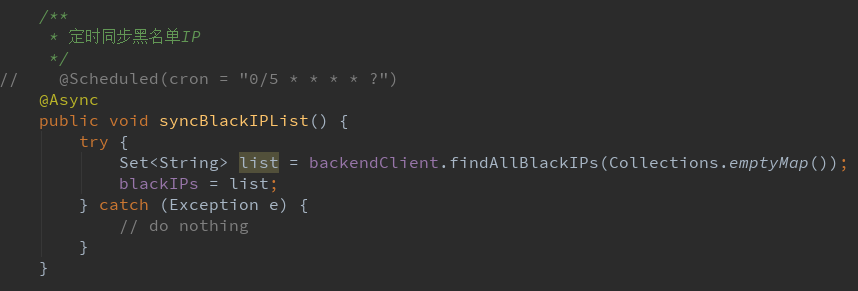 /**
 * 定时同步黑名单IP
 */
//    @Scheduled(cron = "0/5 * * * * ?")
@Async
public void syncBlackIPList() {
    try {
        Set<String> list = backendClient.findAllBlackIPs(Collections.emptyMap());
        blackIPs = list;
    } catch (Exception e) {
        // do nothing
    }
}